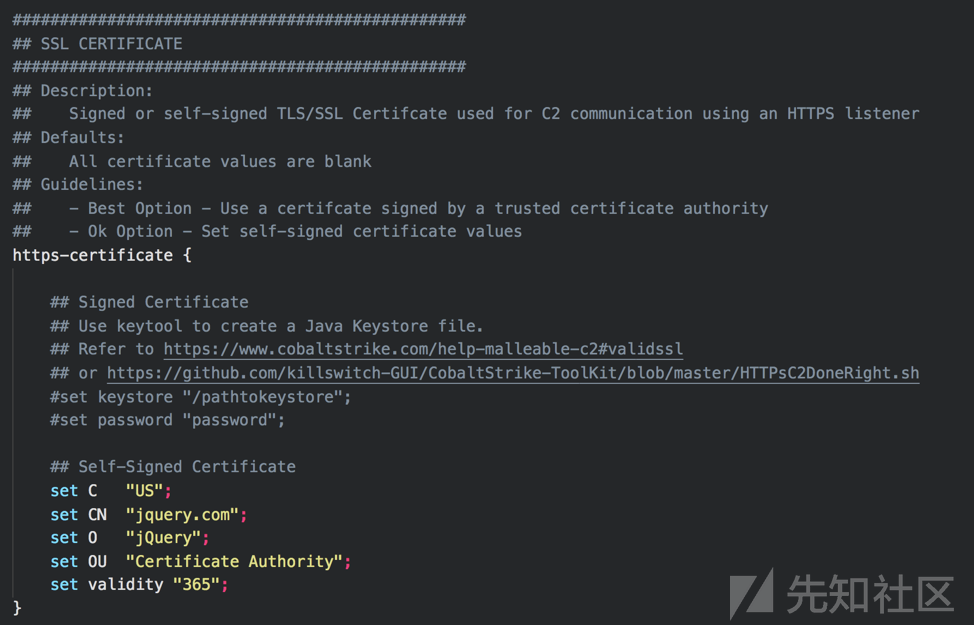 ################################################
## SSL CERTIFICATE
################################################
## Description:
##    Signed or self-signed TLS/SSL Certifcate used for C2 communication using an HTTPS listener
## Defaults:
##    All certificate values are blank
## Guidelines:
##    - Best Option - Use a certifcate signed by a trusted certificate authority
##    - Ok Option - Set self-signed certificate values
https-certificate {
    ## Signed Certificate
    ## Use keytool to create a Java Keystore file.
    ## Refer to https://www.cobaltstrike.com/help-malleable-c2#validssl
    ## or https://github.com/killswitch-GUI/CobaltStrike-ToolKit/blob/master/HTTPsC2DoneRight.sh
    #set keystore "/pathtokeystore";
    #set password "password";
    ## Self-Signed Certificate
    set C   "US";
    set CN  "jquery.com";
    set O   "jQuery";
    set OU  "Certificate Authority";
    set validity "365";
}
先知社区